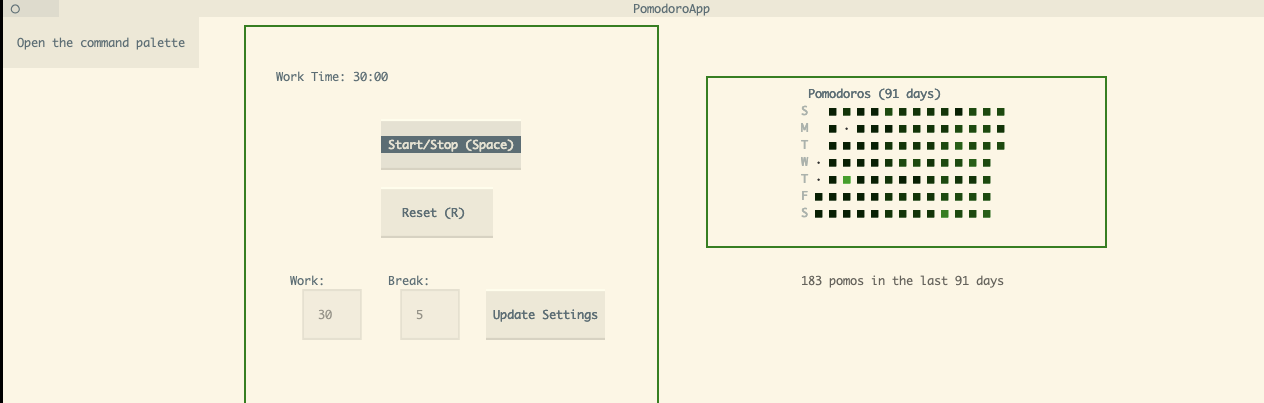 PomodoroApp
Open the command palette
Work Time: 30:00
Start/Stop (Space)
Reset (R)
Work:
Break:
30
5
Update Settings
Pomodoros (91 days)
S
M
T
W
T
F
S
183 pomos in the last 91 days